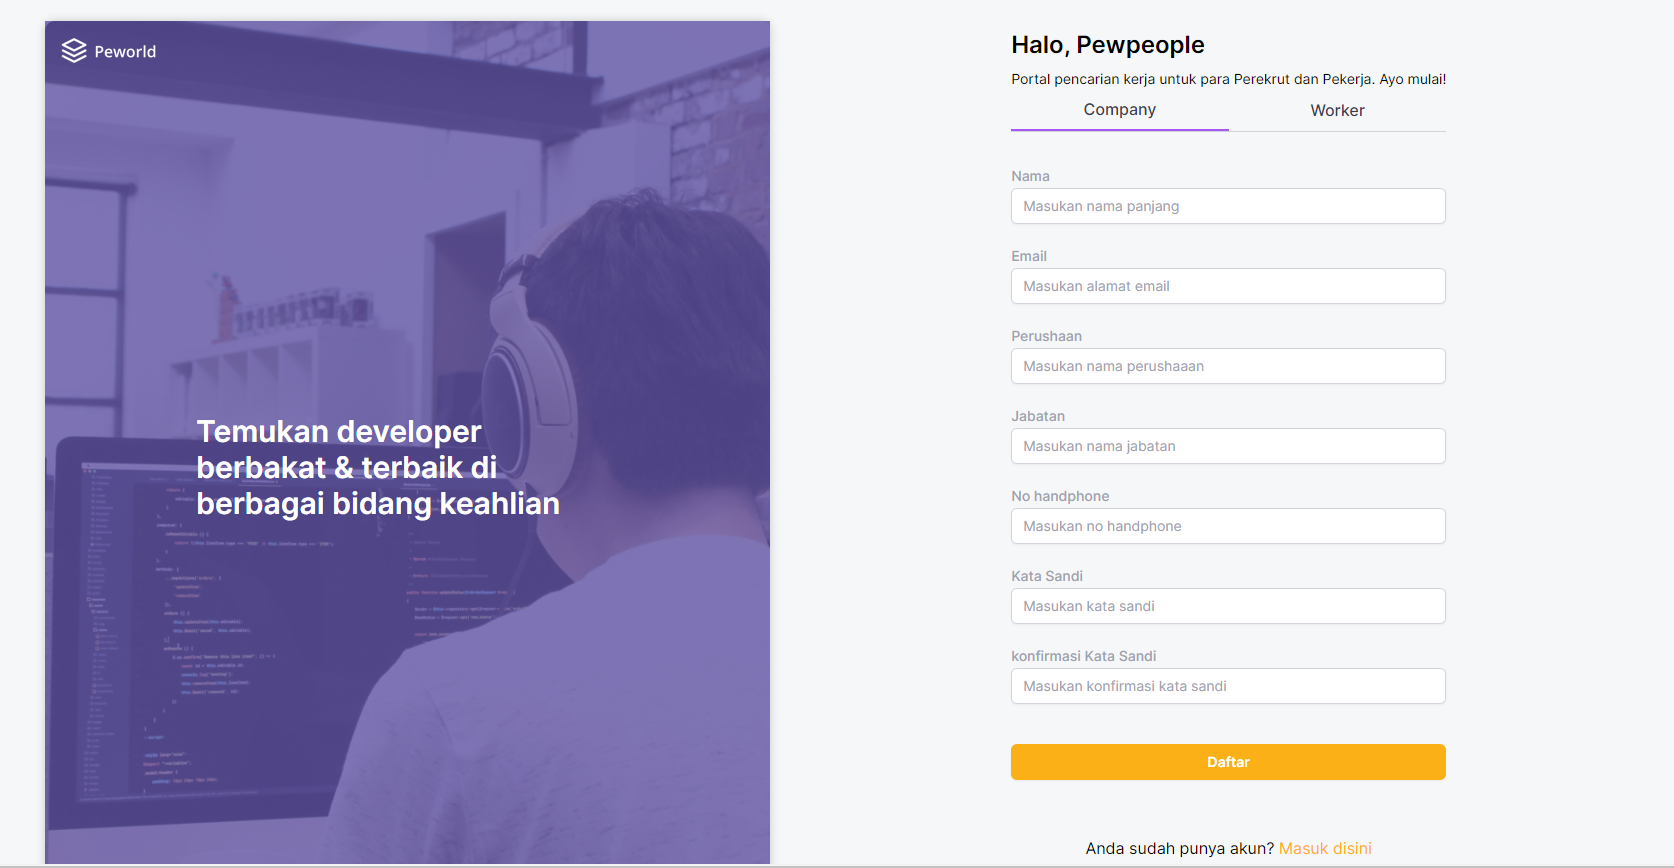 Peworld
Temukan developer
berbakat & terbaik di
berbagai bidang keahlian
Halo, Pewpeople
Portal pencarian kerja untuk para Perekrut dan Pekerja. Ayo mulai!
Company
Worker
Nama
Masukan nama panjang
Email
Masukan alamat email
Perushaan
Masukan nama perushaaan
Jabatan
Masukan nama jabatan
No handphone
Masukan no handphone
Kata Sandi
Masukan kata sandi
konfirmasi Kata Sandi
Masukan konfirmasi kata sandi
Daftar
Anda sudah punya akun? Masuk disini